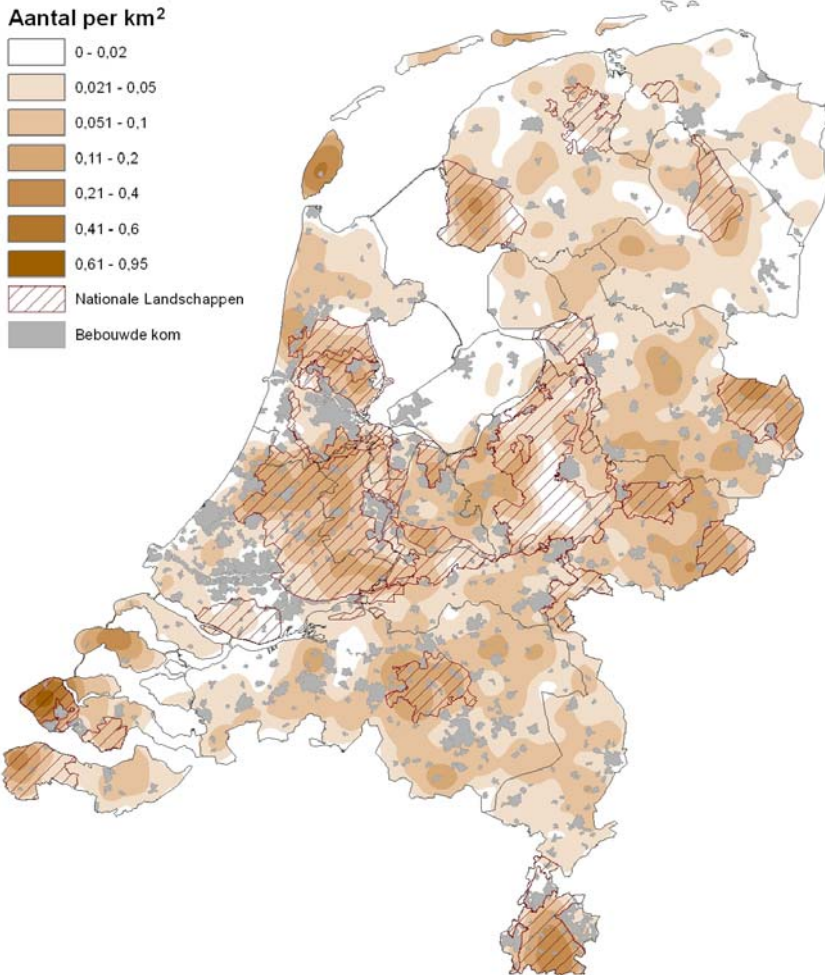 Aantal per km²
0 - 0,02
0,021 - 0,05
0,051 - 0,1
0,11 - 0,2
0,21 - 0,4
0,41 - 0,6
0,61 - 0,95
Nationale Landschappen
Bebouwde kom